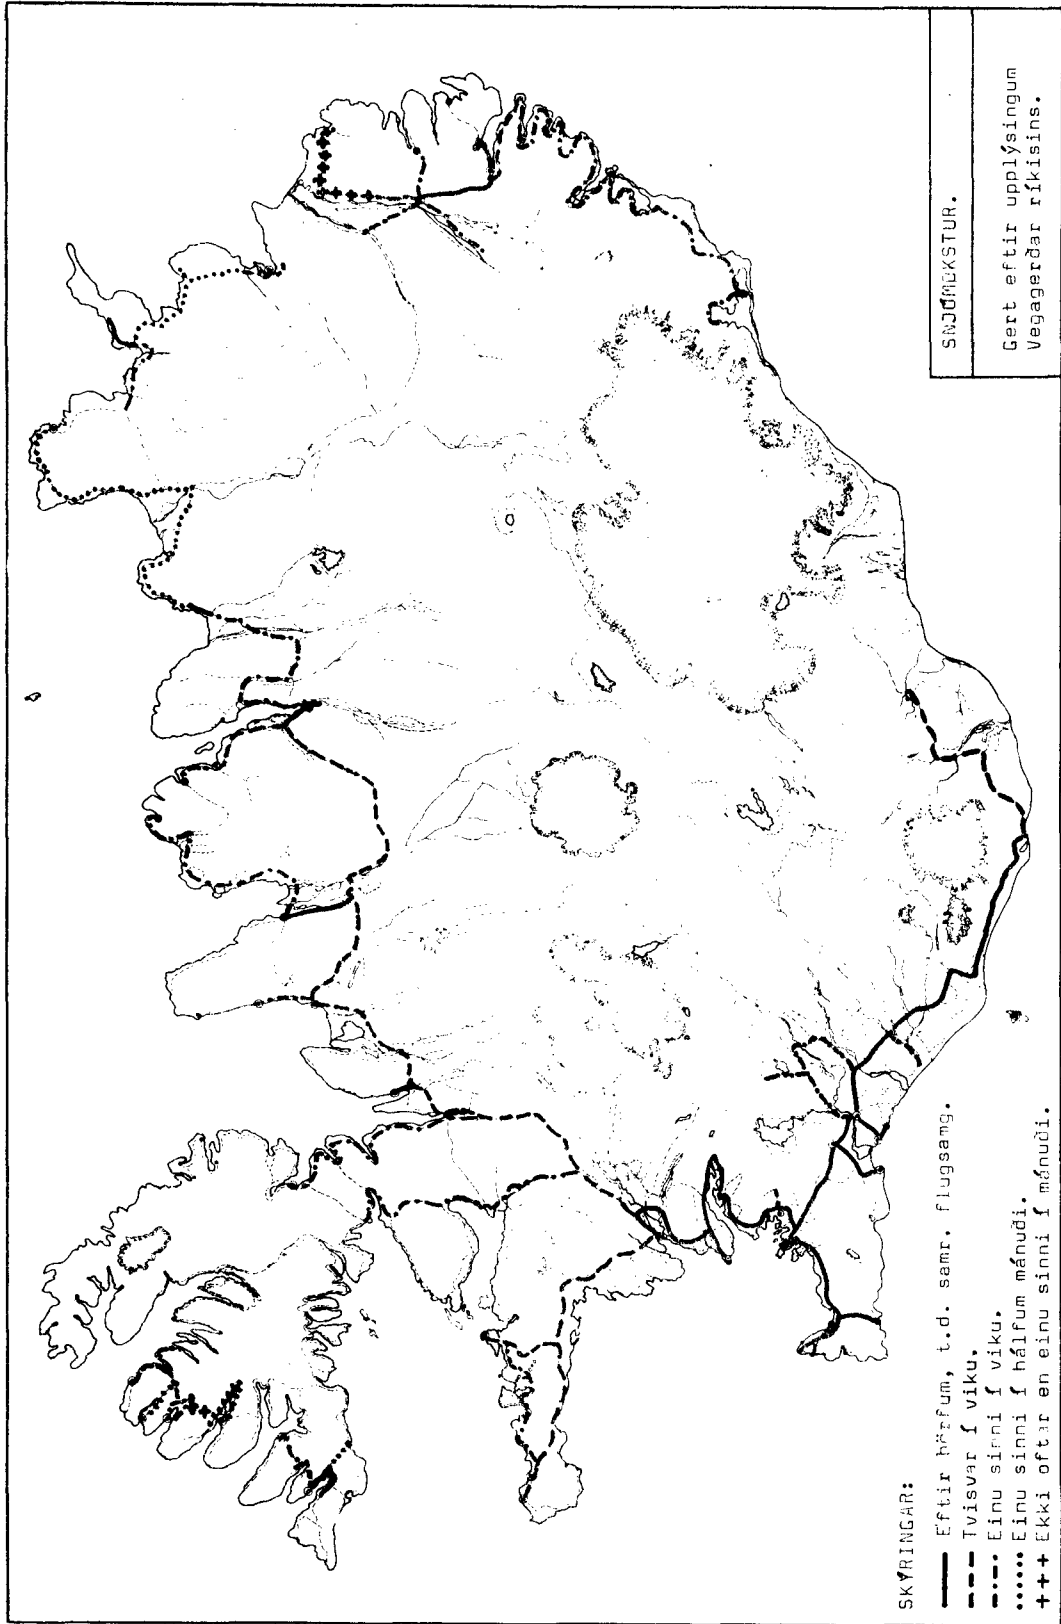 SNJÓMOKSTUR.
Gert eftir upplýsingum
Vegagerðar ríkisins.
SKÝRINGAR:
Eftir þörfum, t.d. samr. flugsamg.
Tvisvar í viku.
Einu sinni í viku.
Einu sinni í hálfum mánuði.
+++ Ekki oftar en einu sinni í mánuði.